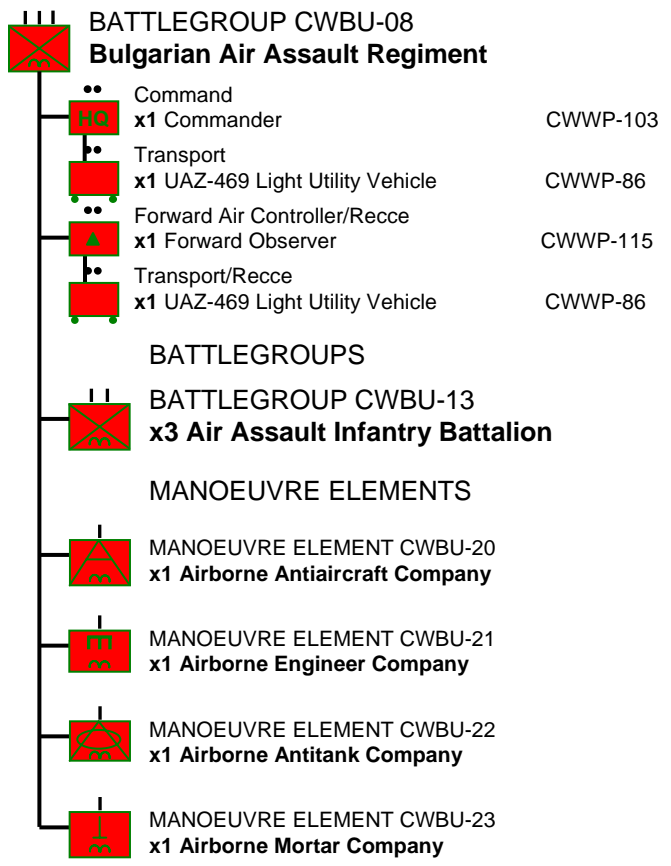 BATTLEGROUP CWBU-08
Bulgarian Air Assault Regiment
Command
HQ x1 Commander CWWP-103
Transport
x1 UAZ-469 Light Utility Vehicle CWWP-86
Forward Air Controller/Recce
x1 Forward Observer CWWP-115
Transport/Recce
x1 UAZ-469 Light Utility Vehicle CWWP-86
BATTLEGROUPS
BATTLEGROUP CWBU-13
x3 Air Assault Infantry Battalion
MANOEUVRE ELEMENTS
MANOEUVRE ELEMENT CWBU-20
x1 Airborne Antiaircraft Company
MANOEUVRE ELEMENT CWBU-21
x1 Airborne Engineer Company
MANOEUVRE ELEMENT CWBU-22
x1 Airborne Antitank Company
MANOEUVRE ELEMENT CWBU-23
x1 Airborne Mortar Company